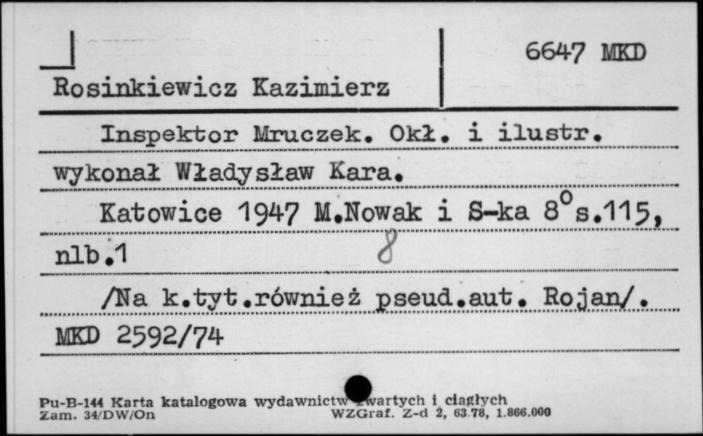 6647 MKD
Rosinkiewicz Kazimierz
Inspektor Mruczek. Okł. i ilustr.
wykonał Władysław Kara.
Katowice 1947 M.Nowak i S-ka 8° s.115,
nlb.1 8
/Na k.tyt.również pseud.aut. Rojan/.
MKD 2592/74
Pu-B-144 Karta katalogowa wydawnictw zwartych i ciągłych
Zam. 34/DW/On WZGraf. Z-d 2, 63.78, 1.866.000